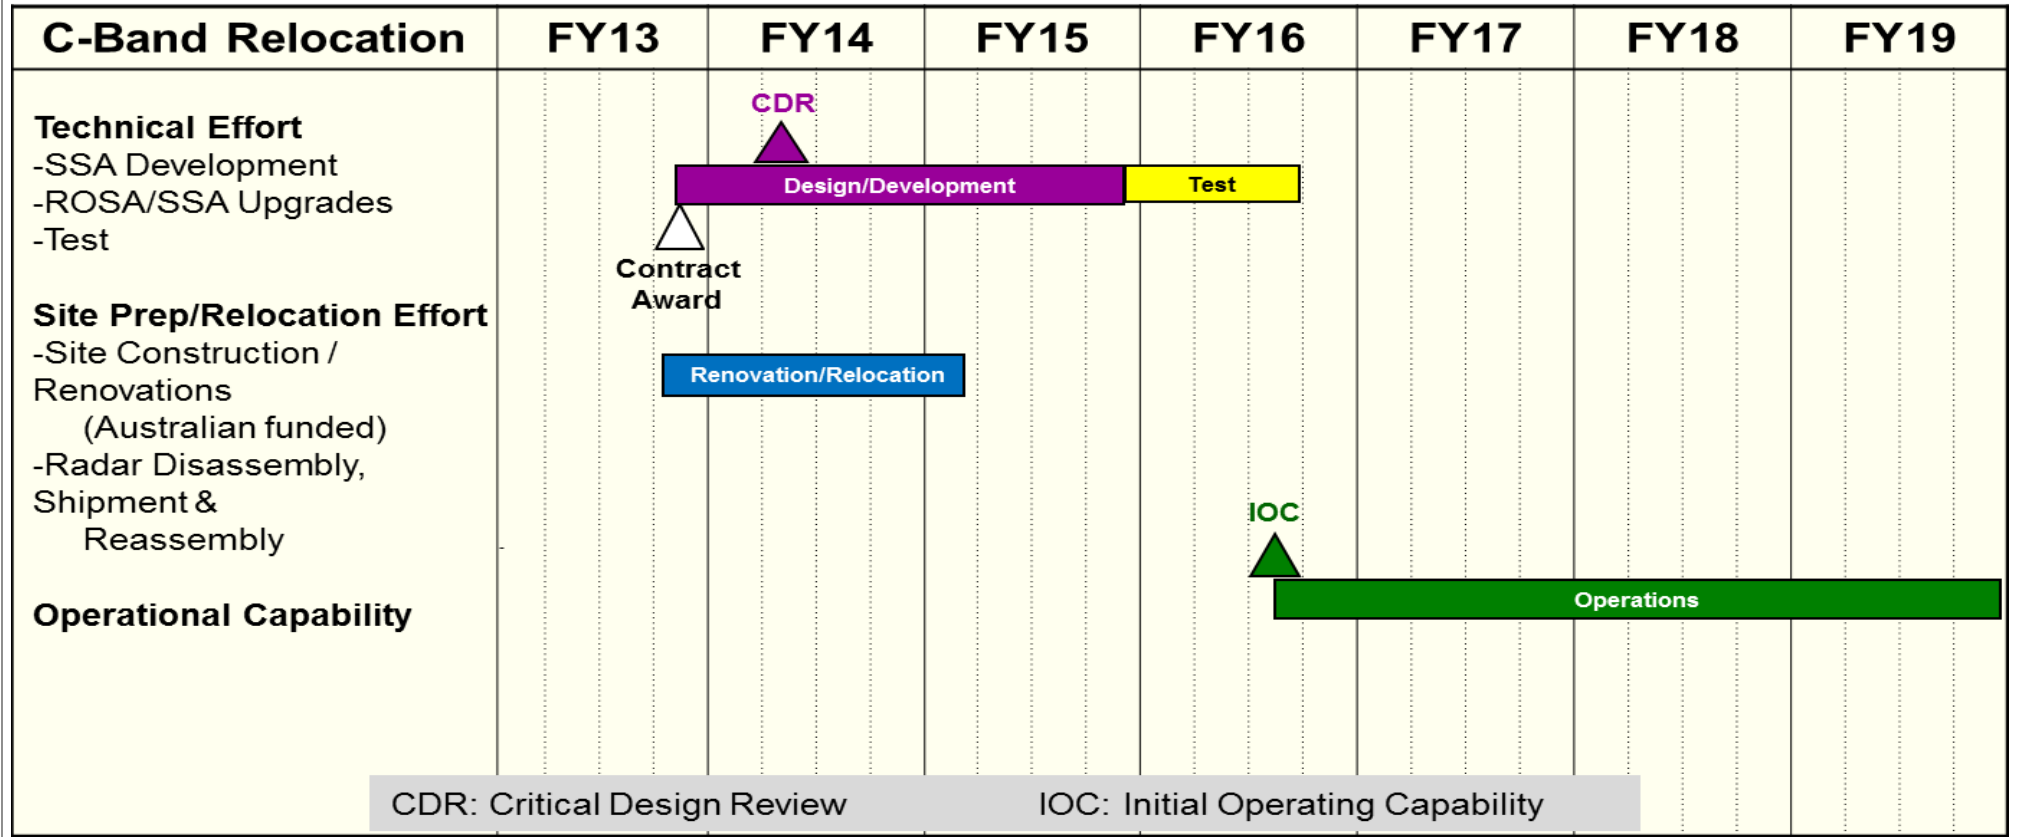 C-Band Relocation FY13 FY14 FY15 FY16 FY17 FY18 FY19
Technical Effort
-SSA Development
-ROSA/SSA Upgrades
-Test
CDR
Design/Development Test
Contract
Award
Site Prep/Relocation Effort
-Site Construction /
Renovations
(Australian funded)
-Radar Disassembly,
Shipment &
Reassembly
Renovation/Relocation
IOC
Operational Capability
Operations
CDR: Critical Design Review IOC: Initial Operating Capability